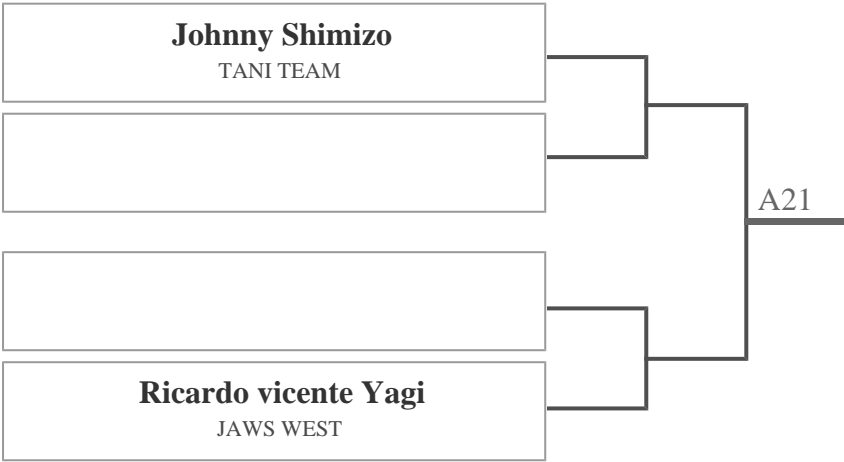 Johnny Shimizo
TANI TEAM
A21
Ricardo vicente Yagi
JAWS WEST